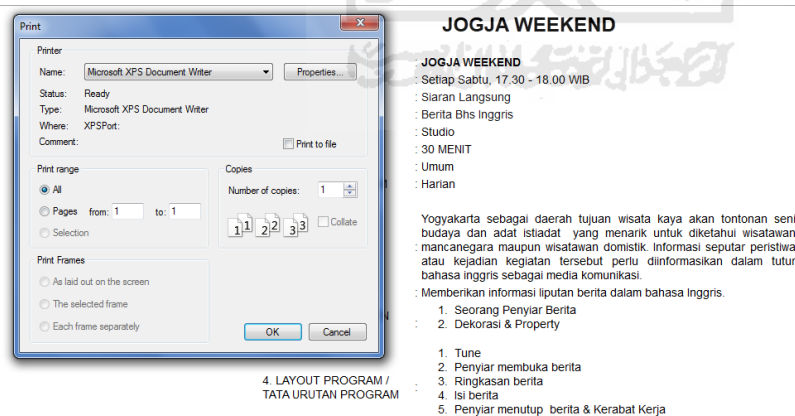 Print
Printer
Name: Microsoft XPS Document Writer Properties...
Status: Ready
Type: Microsoft XPS Document Writer
Where: XPSPort:
Comment: Print to file
Print range
All
Pages from: 1 to: 1
Selection
Copies
Number of copies: 1
11 22 33 Collate
Print Frames
As laid out on the screen
The selected frame
Each frame separately
OK Cancel
JOGJA WEEKEND
: JOGJA WEEKEND
: Setiap Sabtu, 17.30 - 18.00 WIB
: Siaran Langsung
: Berita Bhs Inggris
: Studio
: 30 MENIT
: Umum
: Harian
Yogyakarta sebagai daerah tujuan wisata kaya akan tontonan seni
budaya dan adat istiadat yang menarik untuk diketahui wisatawan
: mancanegara maupun wisatawan domistik. Informasi seputar peristiwa
atau kejadian kegiatan tersebut perlu diinformasikan dalam tutur
bahasa inggris sebagai media komunikasi.
: Memberikan informasi liputan berita dalam bahasa Inggris.
1. Seorang Penyiar Berita
: 2. Dekorasi & Property
4. LAYOUT PROGRAM /
TATA URUTAN PROGRAM :
1. Tune
2. Penyiar membuka berita
3. Ringkasan berita
4. Isi berita
5. Penyiar menutup berita & Kerabat Kerja